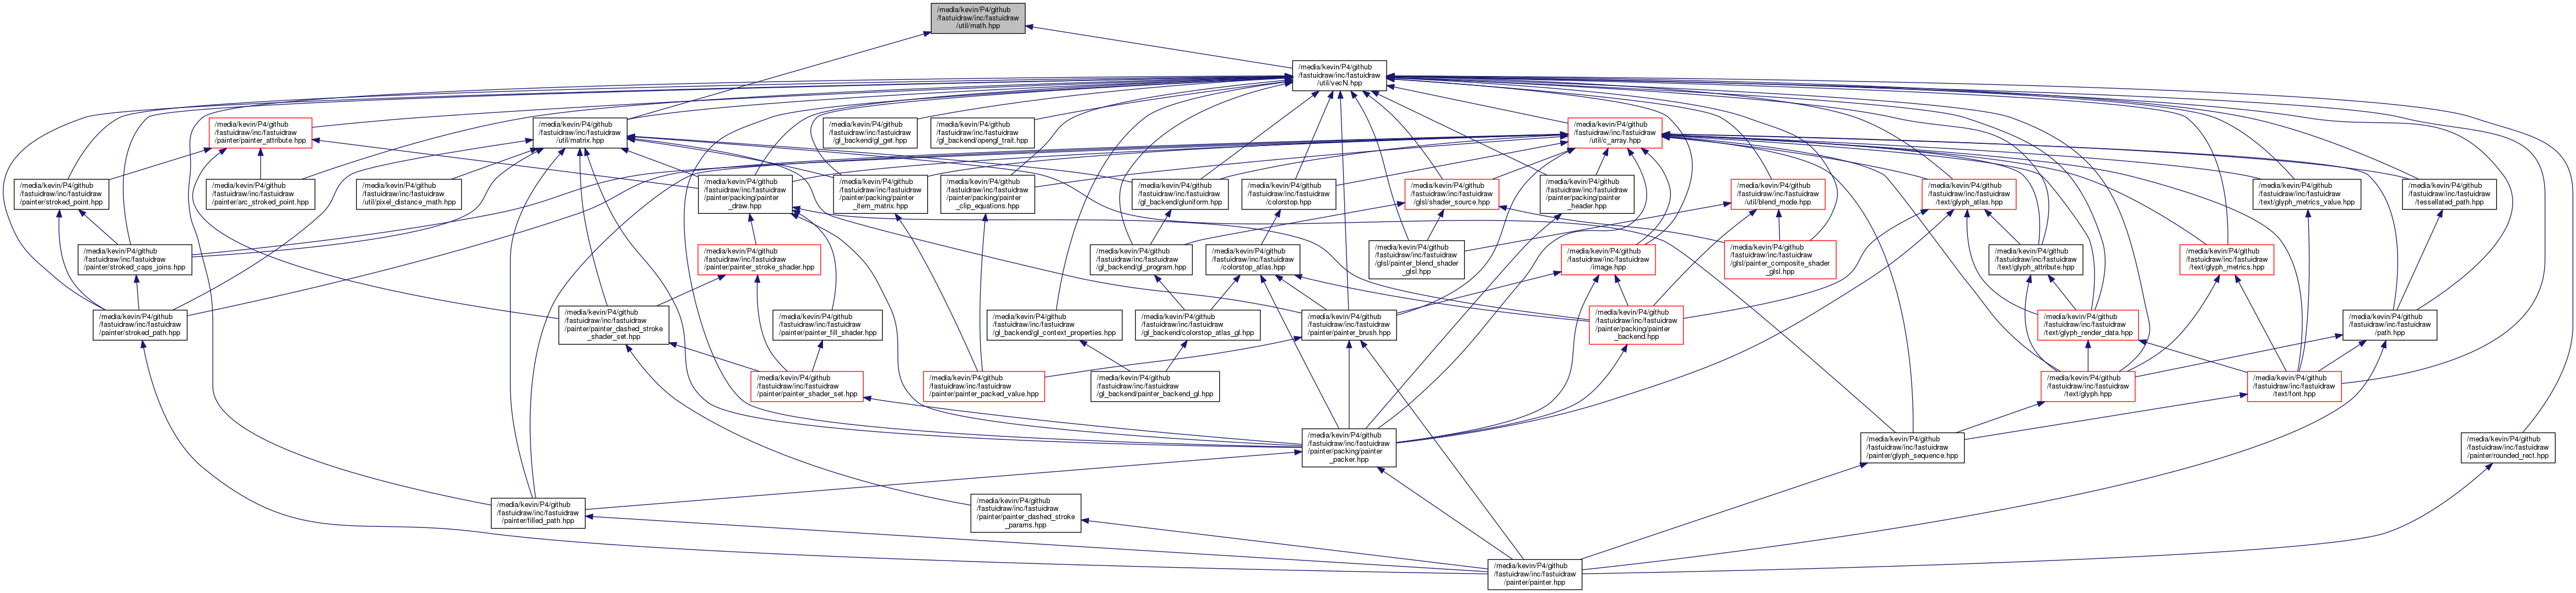 /media/kevin/P4/github
/fastuidraw/inc/fastuidraw
/util/math.hpp
/media/kevin/P4/github
/fastuidraw/inc/fastuidraw
/util/vecN.hpp
/media/kevin/P4/github
/fastuidraw/inc/fastuidraw
/painter/painter_attribute.hpp
/media/kevin/P4/github
/fastuidraw/inc/fastuidraw
/util/matrix.hpp
/media/kevin/P4/github
/fastuidraw/inc/fastuidraw
/gl_backend/gl_get.hpp
/media/kevin/P4/github
/fastuidraw/inc/fastuidraw
/gl_backend/opengl_trait.hpp
/media/kevin/P4/github
/fastuidraw/inc/fastuidraw
/util/c_array.hpp
/media/kevin/P4/github
/fastuidraw/inc/fastuidraw
/painter/stroked_point.hpp
/media/kevin/P4/github
/fastuidraw/inc/fastuidraw
/painter/arc_stroked_point.hpp
/media/kevin/P4/github
/fastuidraw/inc/fastuidraw
/util/pixel_distance_math.hpp
/media/kevin/P4/github
/fastuidraw/inc/fastuidraw
/painter/packing/painter
_draw.hpp
/media/kevin/P4/github
/fastuidraw/inc/fastuidraw
/painter/packing/painter
_item_matrix.hpp
/media/kevin/P4/github
/fastuidraw/inc/fastuidraw
/painter/packing/painter
_clip_equations.hpp
/media/kevin/P4/github
/fastuidraw/inc/fastuidraw
/gl_backend/gluniform.hpp
/media/kevin/P4/github
/fastuidraw/inc/fastuidraw
/colorstop.hpp
/media/kevin/P4/github
/fastuidraw/inc/fastuidraw
/glsl/shader_source.hpp
/media/kevin/P4/github
/fastuidraw/inc/fastuidraw
/painter/packing/painter
_header.hpp
/media/kevin/P4/github
/fastuidraw/inc/fastuidraw
/util/blend_mode.hpp
/media/kevin/P4/github
/fastuidraw/inc/fastuidraw
/text/glyph_atlas.hpp
/media/kevin/P4/github
/fastuidraw/inc/fastuidraw
/text/glyph_metrics_value.hpp
/media/kevin/P4/github
/fastuidraw/inc/fastuidraw
/tessellated_path.hpp
/media/kevin/P4/github
/fastuidraw/inc/fastuidraw
/painter/stroked_caps_joins.hpp
/media/kevin/P4/github
/fastuidraw/inc/fastuidraw
/painter/painter_stroke_shader.hpp
/media/kevin/P4/github
/fastuidraw/inc/fastuidraw
/gl_backend/gl_program.hpp
/media/kevin/P4/github
/fastuidraw/inc/fastuidraw
/colorstop_atlas.hpp
/media/kevin/P4/github
/fastuidraw/inc/fastuidraw
/glsl/painter_blend_shader
_glsl.hpp
/media/kevin/P4/github
/fastuidraw/inc/fastuidraw
/image.hpp
/media/kevin/P4/github
/fastuidraw/inc/fastuidraw
/glsl/painter_composite_shader
_glsl.hpp
/media/kevin/P4/github
/fastuidraw/inc/fastuidraw
/text/glyph_attribute.hpp
/media/kevin/P4/github
/fastuidraw/inc/fastuidraw
/text/glyph_metrics.hpp
/media/kevin/P4/github
/fastuidraw/inc/fastuidraw
/painter/stroked_path.hpp
/media/kevin/P4/github
/fastuidraw/inc/fastuidraw
/painter/painter_dashed_stroke
_shader_set.hpp
/media/kevin/P4/github
/fastuidraw/inc/fastuidraw
/painter/painter_fill_shader.hpp
/media/kevin/P4/github
/fastuidraw/inc/fastuidraw
/gl_backend/gl_context_properties.hpp
/media/kevin/P4/github
/fastuidraw/inc/fastuidraw
/gl_backend/colorstop_atlas_gl.hpp
/media/kevin/P4/github
/fastuidraw/inc/fastuidraw
/painter/painter_brush.hpp
/media/kevin/P4/github
/fastuidraw/inc/fastuidraw
/painter/packing/painter
_backend.hpp
/media/kevin/P4/github
/fastuidraw/inc/fastuidraw
/text/glyph_render_data.hpp
/media/kevin/P4/github
/fastuidraw/inc/fastuidraw
/path.hpp
/media/kevin/P4/github
/fastuidraw/inc/fastuidraw
/painter/painter_shader_set.hpp
/media/kevin/P4/github
/fastuidraw/inc/fastuidraw
/painter/painter_packed_value.hpp
/media/kevin/P4/github
/fastuidraw/inc/fastuidraw
/gl_backend/painter_backend_gl.hpp
/media/kevin/P4/github
/fastuidraw/inc/fastuidraw
/text/glyph.hpp
/media/kevin/P4/github
/fastuidraw/inc/fastuidraw
/text/font.hpp
/media/kevin/P4/github
/fastuidraw/inc/fastuidraw
/painter/packing/painter
_packer.hpp
/media/kevin/P4/github
/fastuidraw/inc/fastuidraw
/painter/glyph_sequence.hpp
/media/kevin/P4/github
/fastuidraw/inc/fastuidraw
/painter/rounded_rect.hpp
/media/kevin/P4/github
/fastuidraw/inc/fastuidraw
/painter/filled_path.hpp
/media/kevin/P4/github
/fastuidraw/inc/fastuidraw
/painter/painter_dashed_stroke
_params.hpp
/media/kevin/P4/github
/fastuidraw/inc/fastuidraw
/painter/painter.hpp